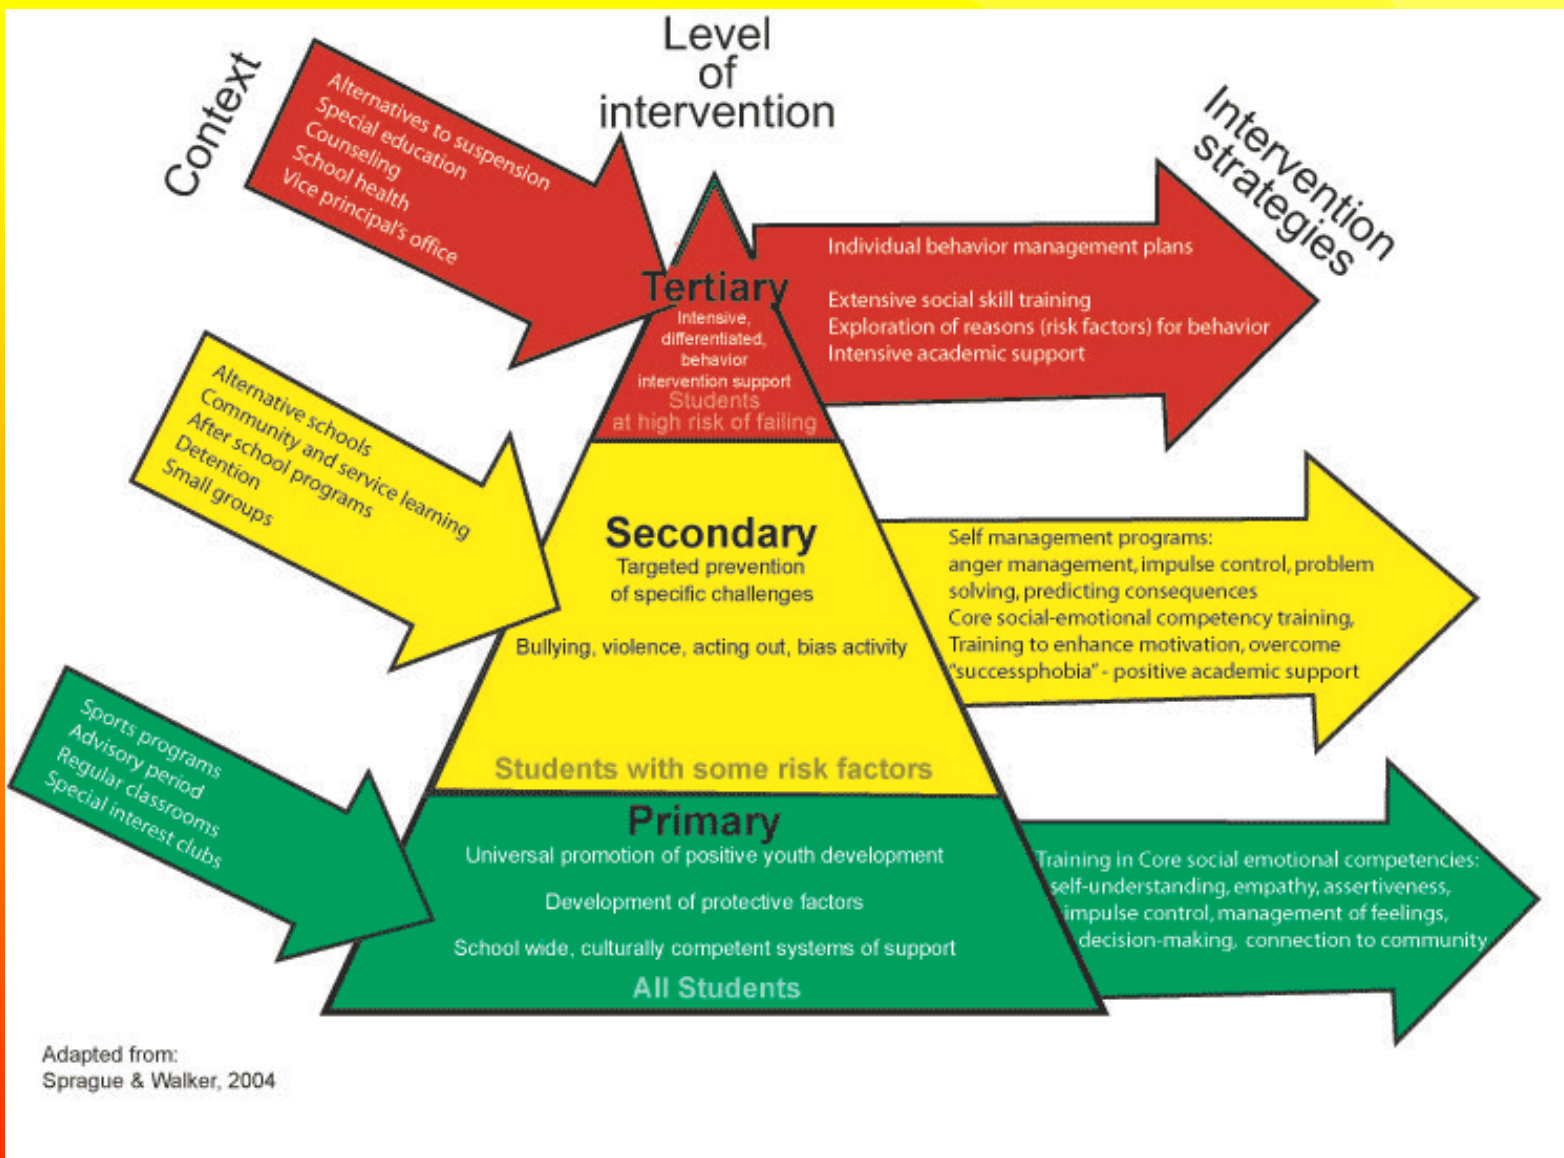 Context
Level
of
intervention
Intervention
strategies
Alternatives to suspension
Special education
Counseling
School health
Vice principal's office
Tertiary
Intensive,
differentiated,
behavior
intervention support
Students
at high risk of failing
Individual behavior management plans
Extensive social skill training
Exploration of reasons (risk factors) for behavior
Intensive academic support
Alternative schools
Community and service learning
After school programs
Detention
Small groups
Secondary
Targeted prevention
of specific challenges
Bullying, violence, acting out, bias activity
Students with some risk factors
Self management programs:
anger management, impulse control, problem
solving, predicting consequences
Core social-emotional competency training,
Training to enhance motivation, overcome
"successphobia" - positive academic support
Sports programs
Advisory period
Regular classrooms
Special interest clubs
Primary
Universal promotion of positive youth development
Development of protective factors
School wide, culturally competent systems of support
All Students
Training in Core social emotional competencies:
self-understanding, empathy, assertiveness,
impulse control, management of feelings,
decision-making, connection to community
Adapted from:
Sprague & Walker, 2004